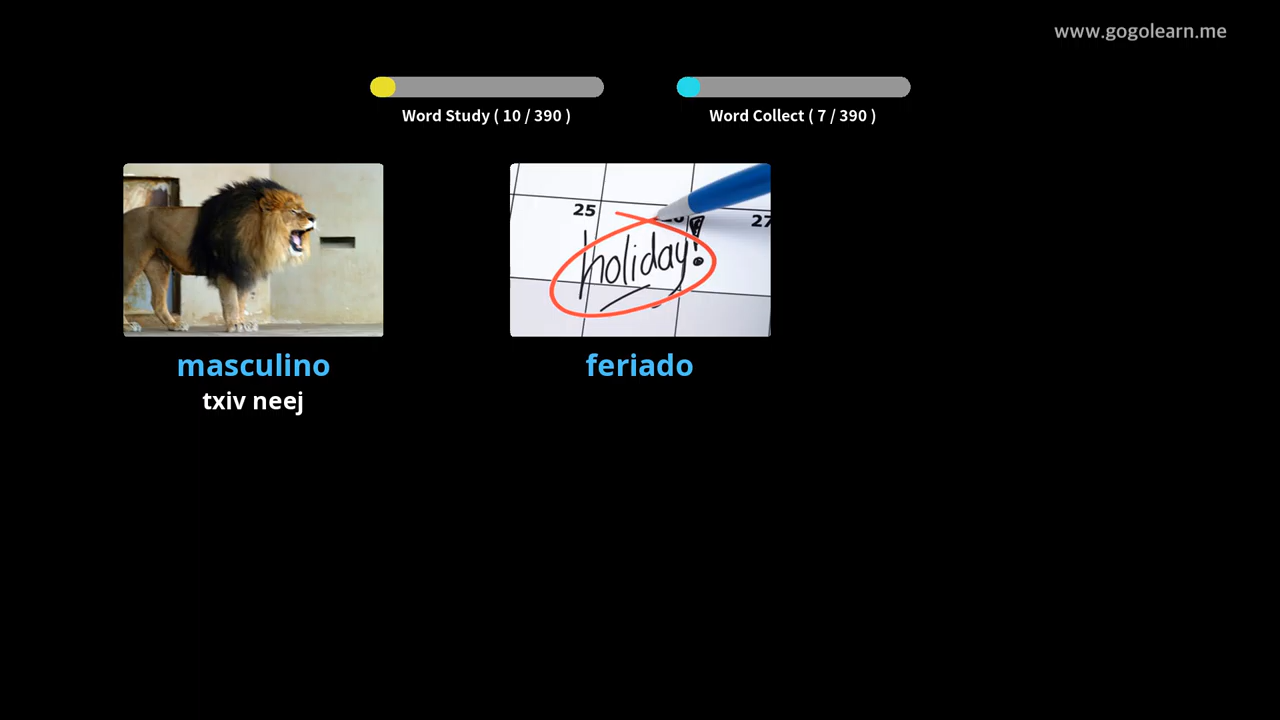 www.gogolearn.me
Word Study ( 10 / 390 )
Word Collect ( 7 / 390 )
25
27
holiday!
masculino
feriado
txiv neej